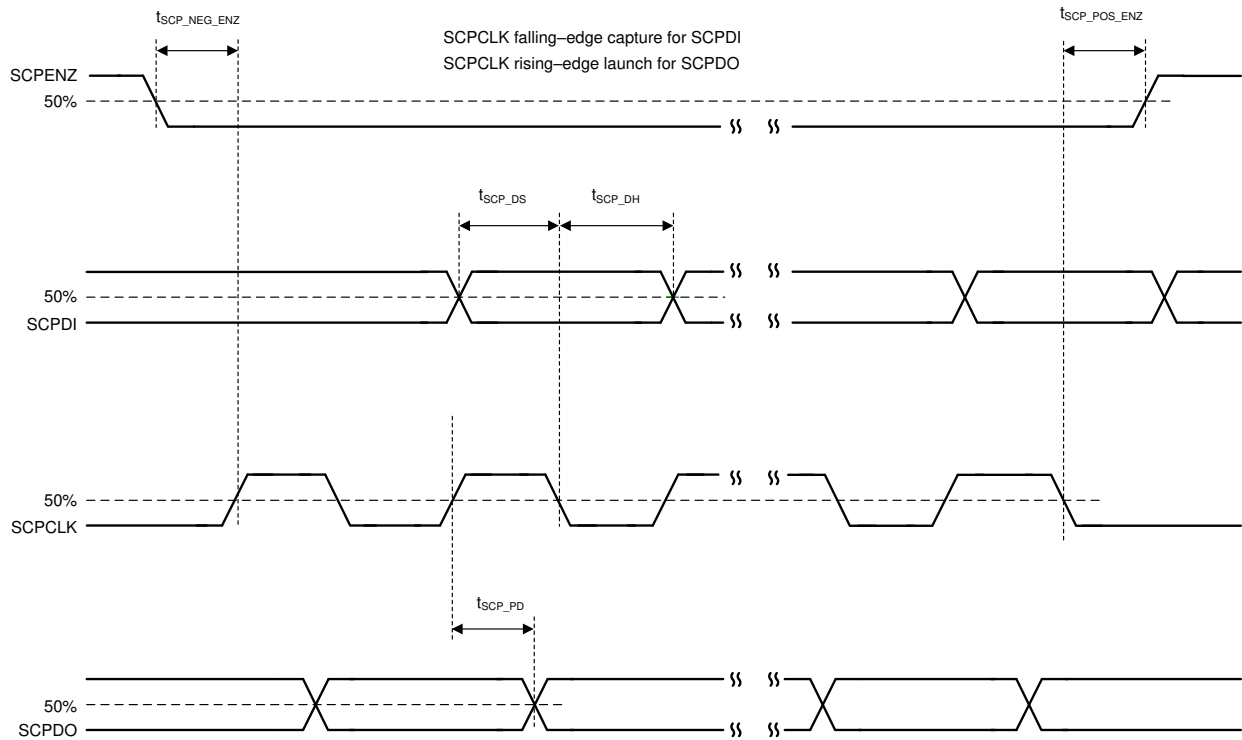 tSCP_NEG_ENZ
tSCP_POS_ENZ
SCPCLK falling–edge capture for SCPDI
SCPCLK rising–edge launch for SCPDO
SCPENZ
50%
tSCP_DS
tSCP_DH
50%
SCPDI
50%
SCPCLK
tSCP_PD
50%
SCPDO